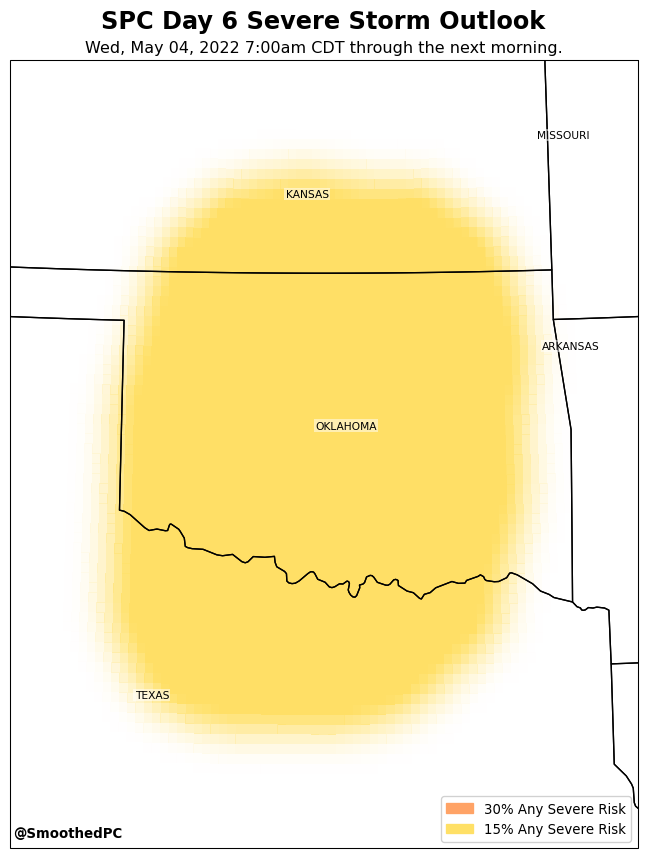 SPC Day 6 Severe Storm Outlook
Wed, May 04, 2022 7:00am CDT through the next morning.
MISSOURI
KANSAS
ARKANSAS
OKLAHOMA
TEXAS
30% Any Severe Risk
15% Any Severe Risk
@SmoothedPC